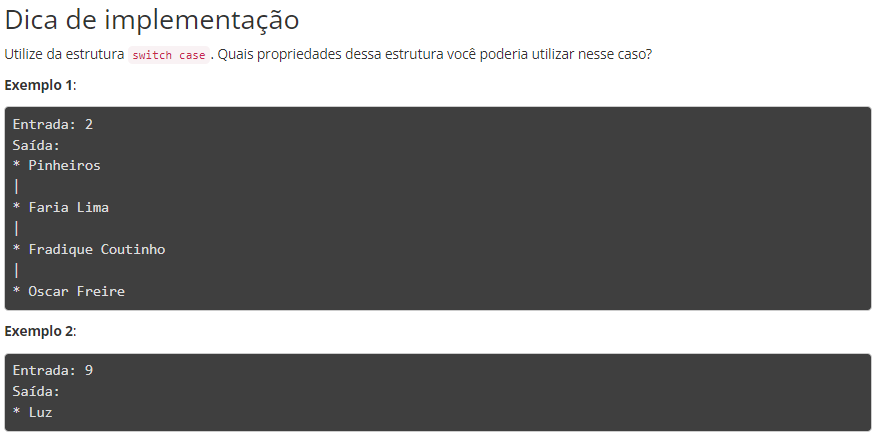 Dica de implementação
Utilize da estrutura switch case . Quais propriedades dessa estrutura você poderia utilizar nesse caso?
Exemplo 1:
Entrada: 2
Saída:
* Pinheiros
|
* Faria Lima
|
* Fradique Coutinho
|
* Oscar Freire
Exemplo 2:
Entrada: 9
Saída:
* Luz